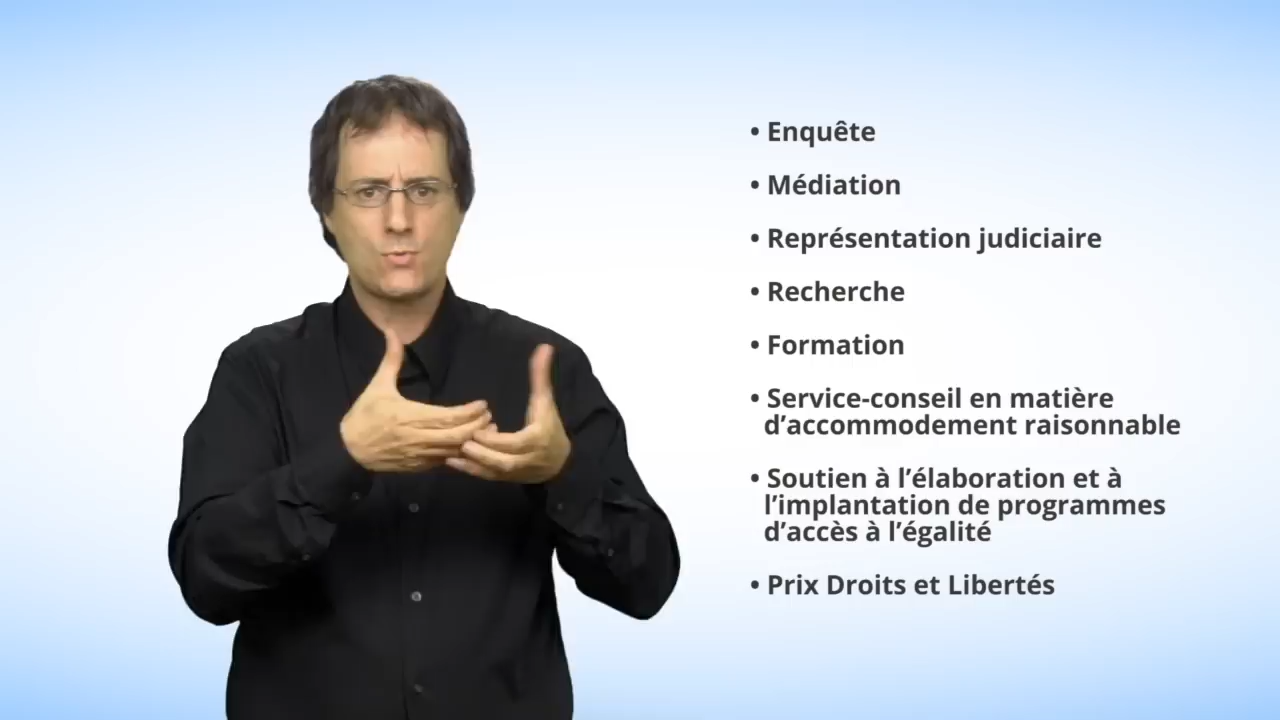 • Enquête
• Médiation
• Représentation judiciaire
• Recherche
• Formation
• Service-conseil en matière
d’accommodement raisonnable
• Soutien à l’élaboration et à
l’implantation de programmes
d’accès à l’égalité
• Prix Droits et Libertés